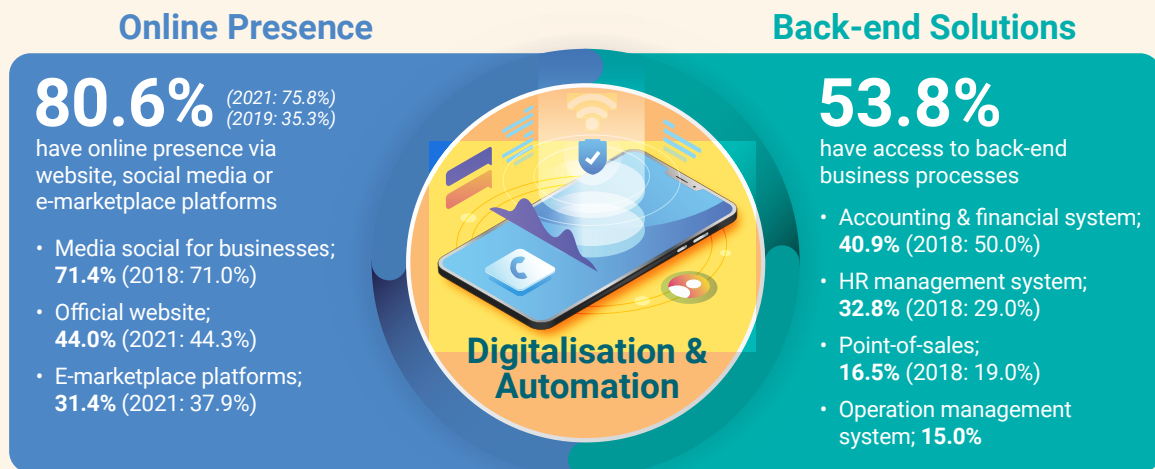 Online Presence
80.6% (2021: 75.8%)
(2019: 35.3%)
have online presence via
website, social media or
e-marketplace platforms
• Media social for businesses;
71.4% (2018: 71.0%)
• Official website;
44.0% (2021: 44.3%)
• E-marketplace platforms;
31.4% (2021: 37.9%)
Digitalisation &
Automation
Back-end Solutions
53.8%
have access to back-end
business processes
• Accounting & financial system;
40.9% (2018: 50.0%)
• HR management system;
32.8% (2018: 29.0%)
• Point-of-sales;
16.5% (2018: 19.0%)
• Operation management
system; 15.0%